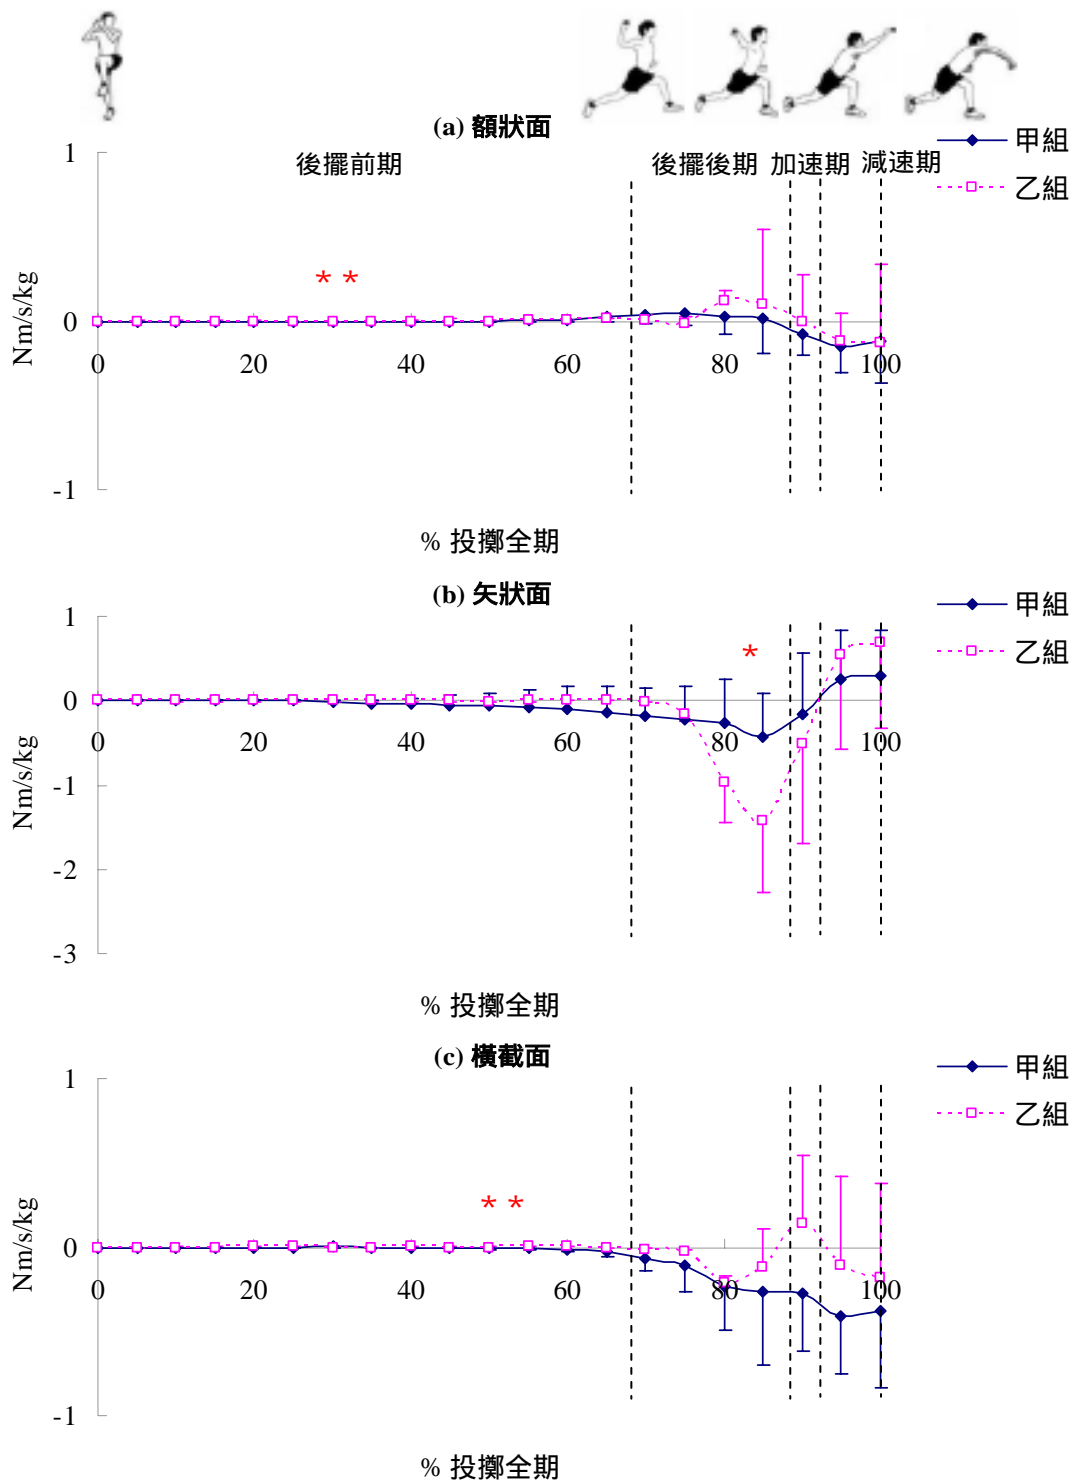 (a) 額狀面
甲組
乙組
後擺前期 後擺後期 加速期 減速期
1
0
-1
Nm/s/kg
* *
0 20 40 60 80 100
% 投擲全期
(b) 矢狀面
甲組
乙組
1
0
-1
-2
-3
Nm/s/kg
*
0 20 40 60 80 100
% 投擲全期
(c) 橫截面
甲組
乙組
1
0
-1
Nm/s/kg
* *
0 20 40 60 80 100
% 投擲全期